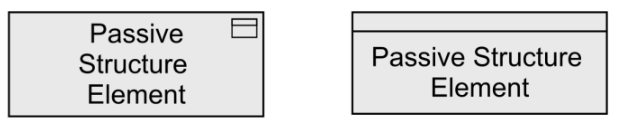 Passive
Structure
Element
Passive Structure
Element